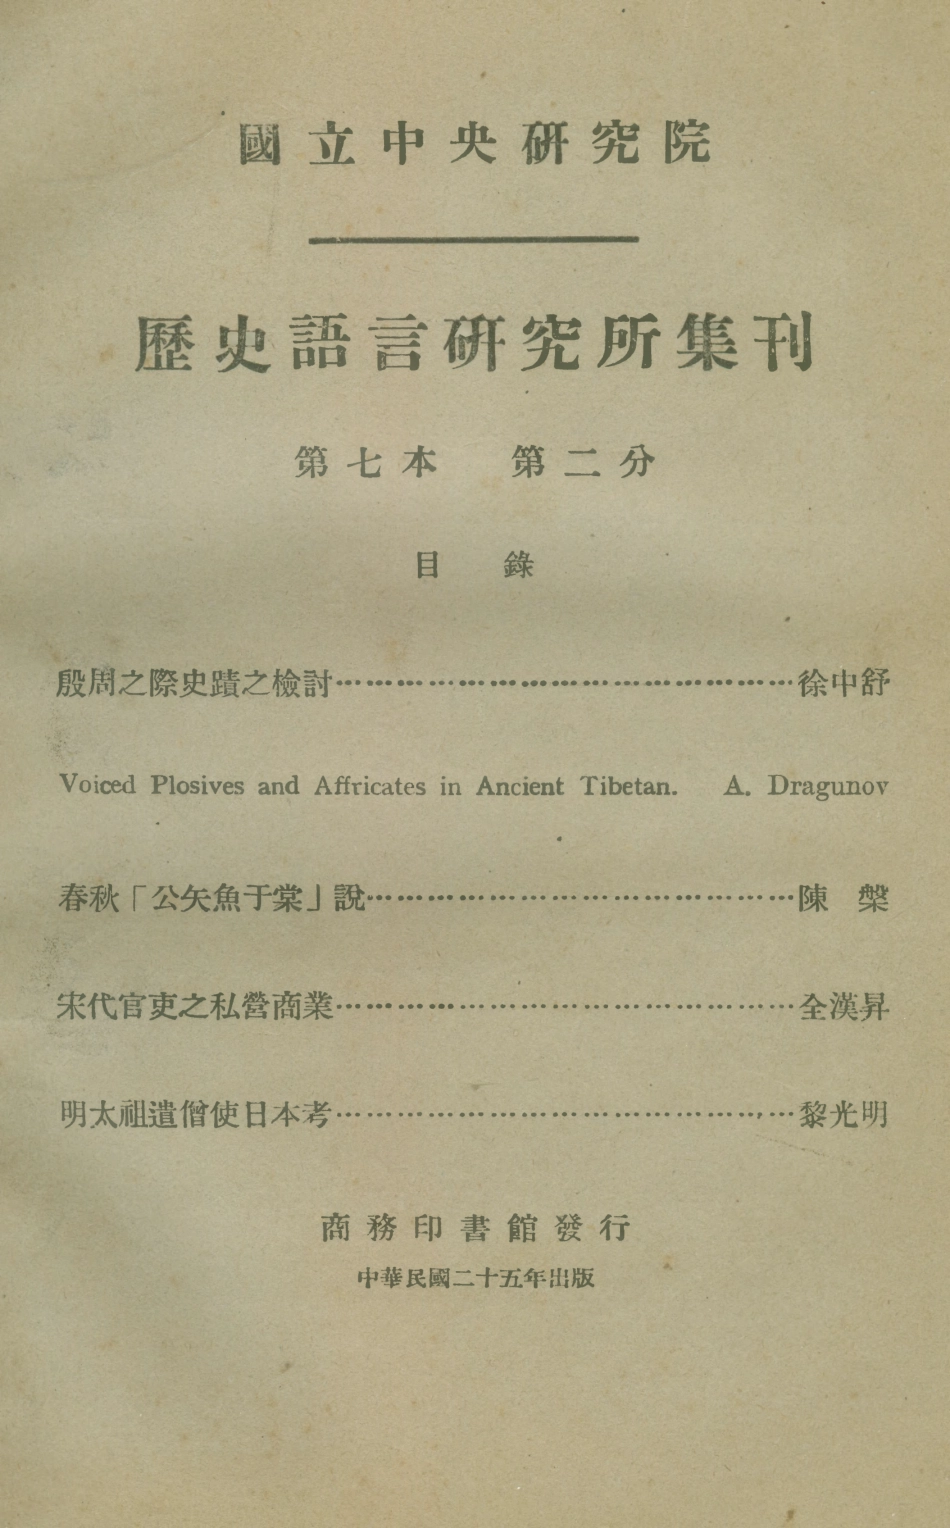 國立中央研究院
歷史語言研究所集刊
第七本 第二分
目 錄
殷周之際史蹟之檢討……………………………………………徐中舒
Voiced Plosives and Affricates in Ancient Tibetan. A. Dragunov
春秋「公矢魚于棠」說…………………………………………陳 槃
宋代官吏之私營商業……………………………………………全漢昇
明太祖遣僧使日本考……………………………………………黎光明
商務印書館發行
中華民國二十五年出版